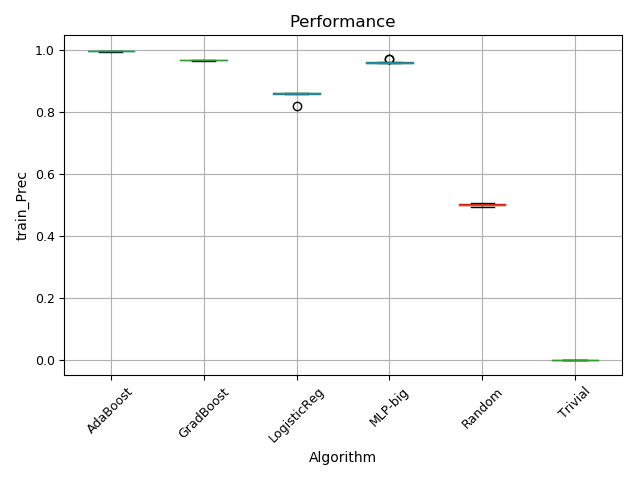 Performance
train_Prec
1.0
0.8
0.6
0.4
0.2
0.0
AdaBoost
GradBoost
LogisticReg
MLP-big
Random
Trivial
Algorithm